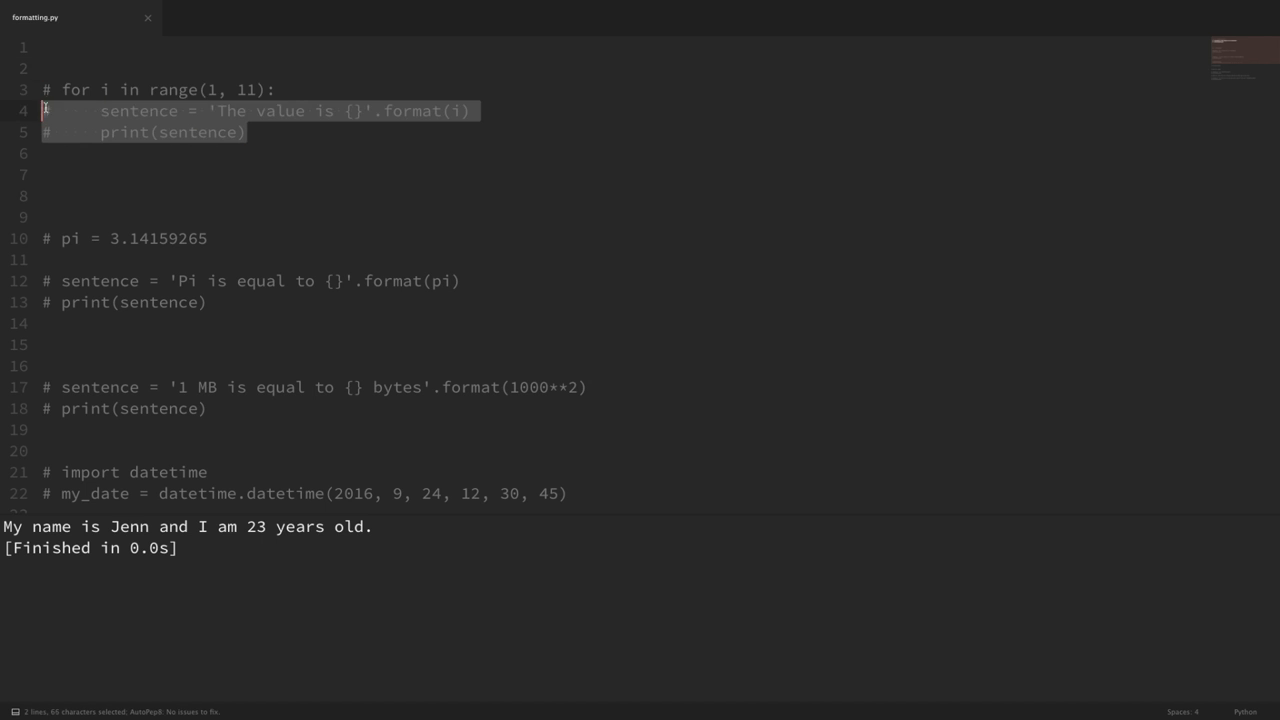 formatting.py ×
1
2
3 # for i in range(1, 11):
4 #     sentence = 'The value is {}'.format(i)
5 #     print(sentence)
6
7
8
9
10 # pi = 3.14159265
11
12 # sentence = 'Pi is equal to {}'.format(pi)
13 # print(sentence)
14
15
16
17 # sentence = '1 MB is equal to {} bytes'.format(1000**2)
18 # print(sentence)
19
20
21 # import datetime
22 # my_date = datetime.datetime(2016, 9, 24, 12, 30, 45)
My name is Jenn and I am 23 years old.
[Finished in 0.0s]
2 lines, 65 characters selected; AutoPep8: No issues to fix. Spaces: 4 Python